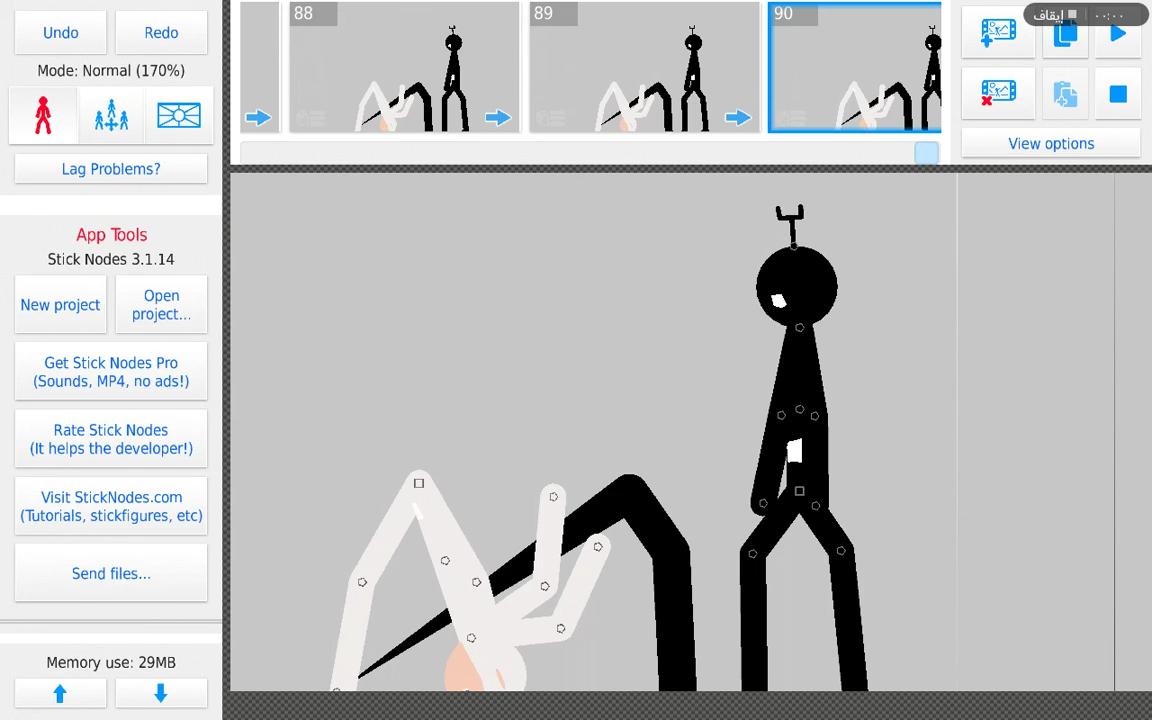 Undo
Redo
Mode: Normal (170%)
Lag Problems?
App Tools
Stick Nodes 3.1.14
New project
Open
project...
Get Stick Nodes Pro
(Sounds, MP4, no ads!)
Rate Stick Nodes
(It helps the developer!)
Visit StickNodes.com
(Tutorials, stickfigures, etc)
Send files...
Memory use: 29MB
88
89
90
إيقاف
٠٠:٠٠
View options